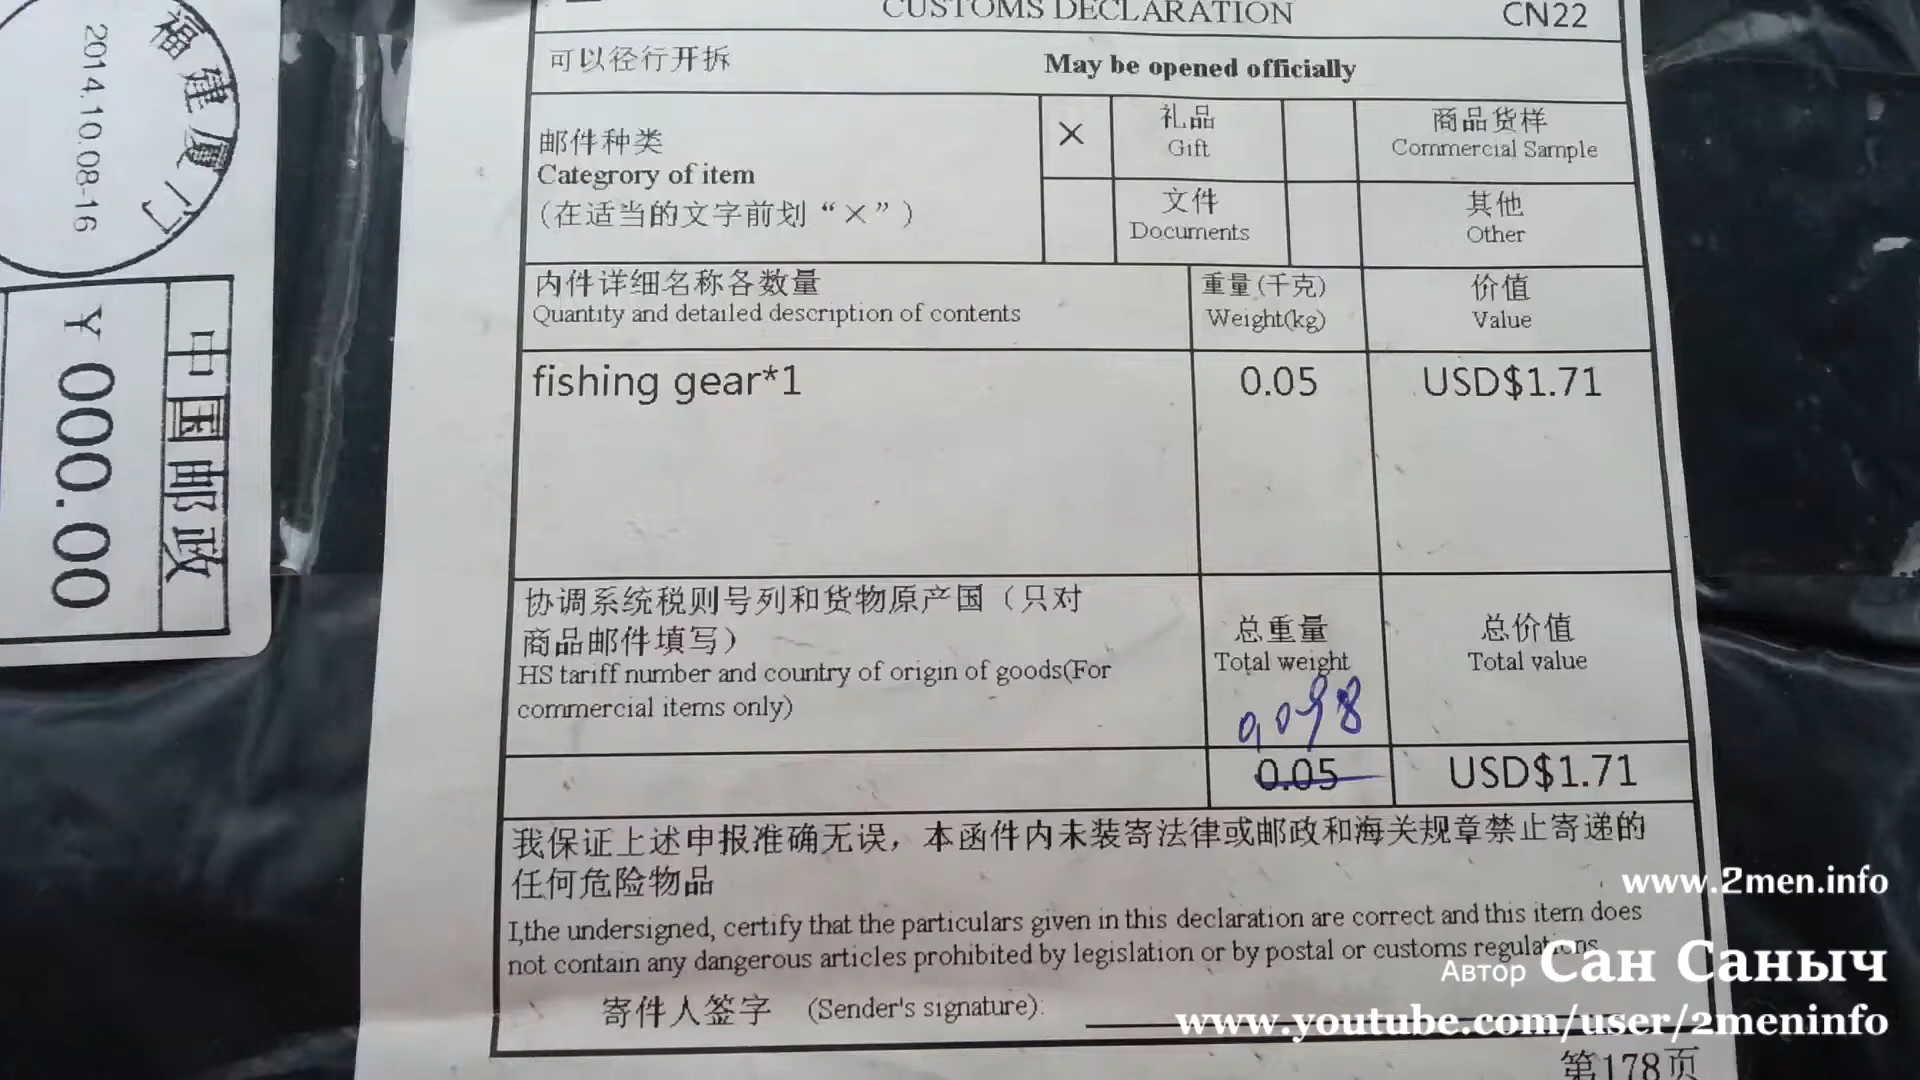 福建厦门
2014.10.08-16
中国邮政
Y 000.00
CUSTOMS DECLARATION
CN22
可以径行开拆
May be opened officially
邮件种类
Categrory of item
(在适当的文字前划“×”)
×
礼品
Gift
商品货样
Commercial Sample
文件
Documents
其他
Other
内件详细名称各数量
Quantity and detailed description of contents
重量(千克)
Weight(kg)
价值
Value
fishing gear*1
0.05
USD$1.71
协调系统税则号列和货物原产国(只对
商品邮件填写)
HS tariff number and country of origin of goods(For
commercial items only)
总重量
Total weight
0,098
0.05
总价值
Total value
USD$1.71
我保证上述申报准确无误，本函件内未装寄法律或邮政和海关规章禁止寄递的
任何危险物品
I,the undersigned, certify that the particulars given in this declaration are correct and this item does
not contain any dangerous articles prohibited by legislation or by postal or customs regulations
寄件人签字 (Sender's signature):
第178页
www.2men.info
Автор Сан Саныч
www.youtube.com/user/2meninfo